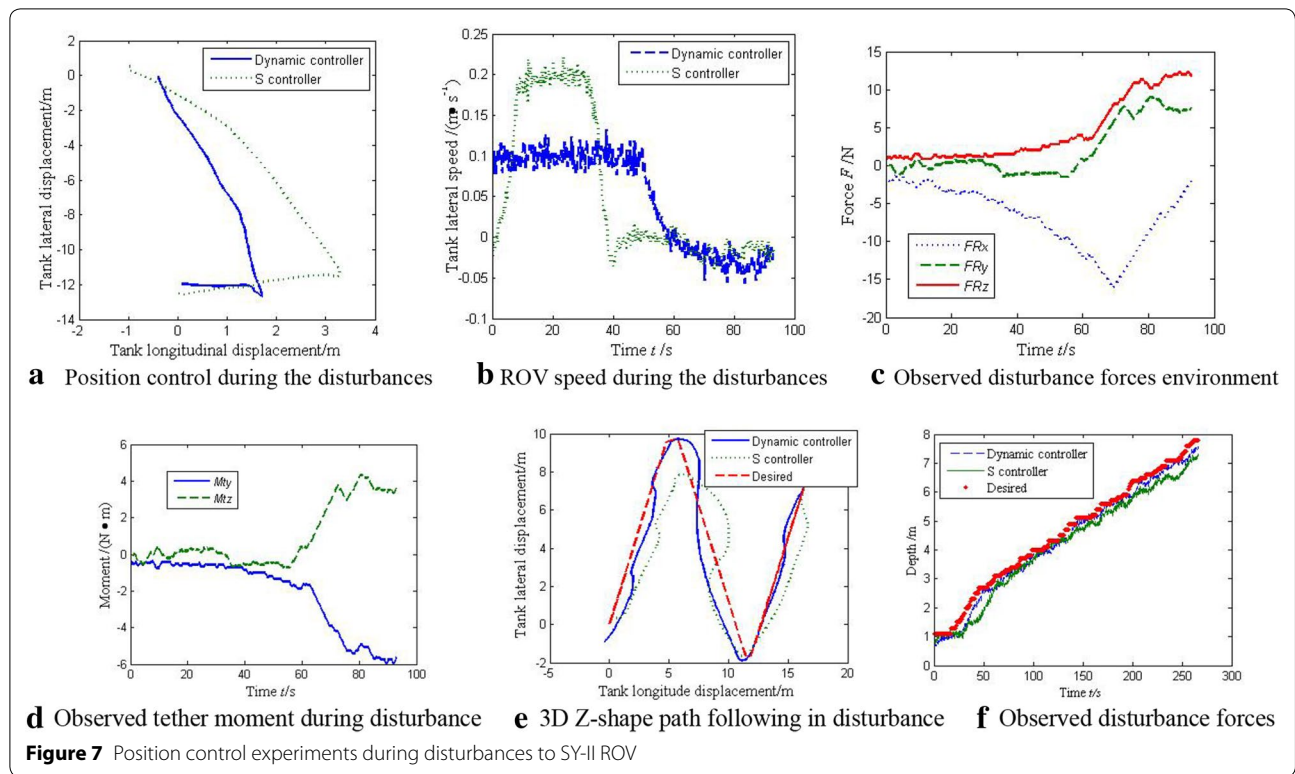 2
0
-2
-4
-6
-8
-10
-12
-14
-2 -1 0 1 2 3 4
Tank lateral displacement/m
Tank longitudinal displacement/m
Dynamic controller
S controller
a Position control during the disturbances
0.25
0.2
0.15
0.1
0.05
0
-0.05
-0.1
0 20 40 60 80 100
Tank lateral speed /(m•s⁻¹)
Time t /s
Dynamic controller
S controller
b ROV speed during the disturbances
15
10
5
0
-5
-10
-15
-20
0 20 40 60 80 100
Force F /N
Time t/s
FRx
FRy
FRz
c Observed disturbance forces environment
6
4
2
0
-2
-4
-6
0 20 40 60 80 100
Moment /(N•m)
Time t/s
Mty
Mtz
d Observed tether moment during disturbance
10
8
6
4
2
0
-2
0 5 10 15 20
Tank lateral displacement/m
Tank longitude displacement/m
Dynamic controller
S controller
Desired
e 3D Z-shape path following in disturbance
8
7
6
5
4
3
2
1
0
0 50 100 150 200 250 300
Depth /m
Time t/s
Dynamic controller
S controller
Desired
f Observed disturbance forces
Figure 7 Position control experiments during disturbances to SY-II ROV